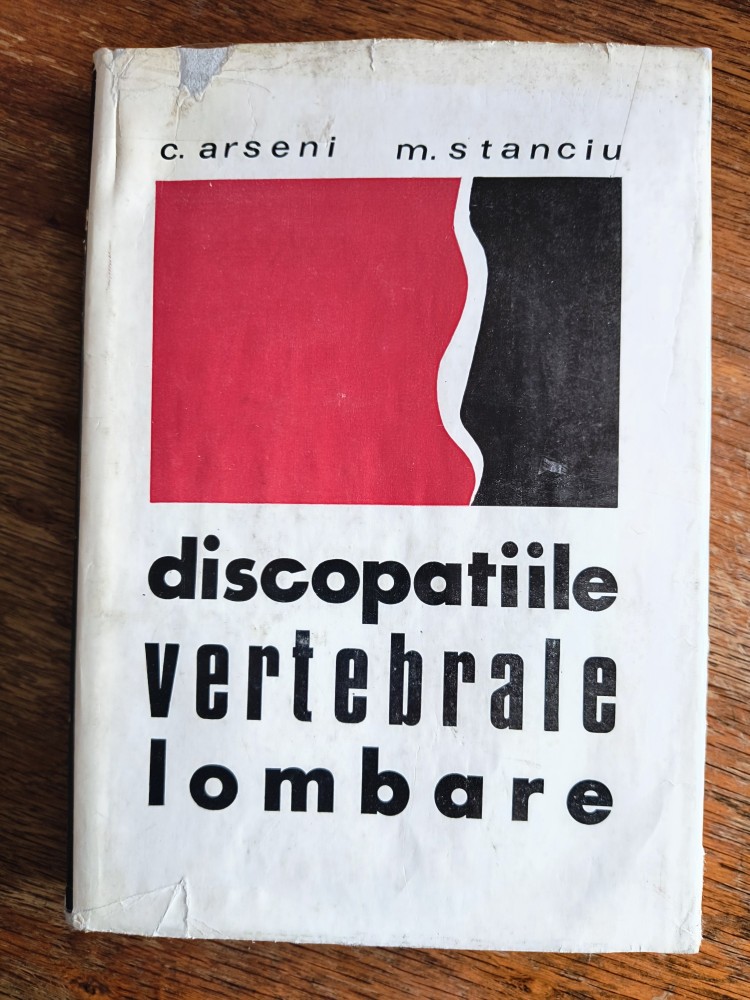 c. arseni m. stanciu
discopatiile
vertebrale
lombare